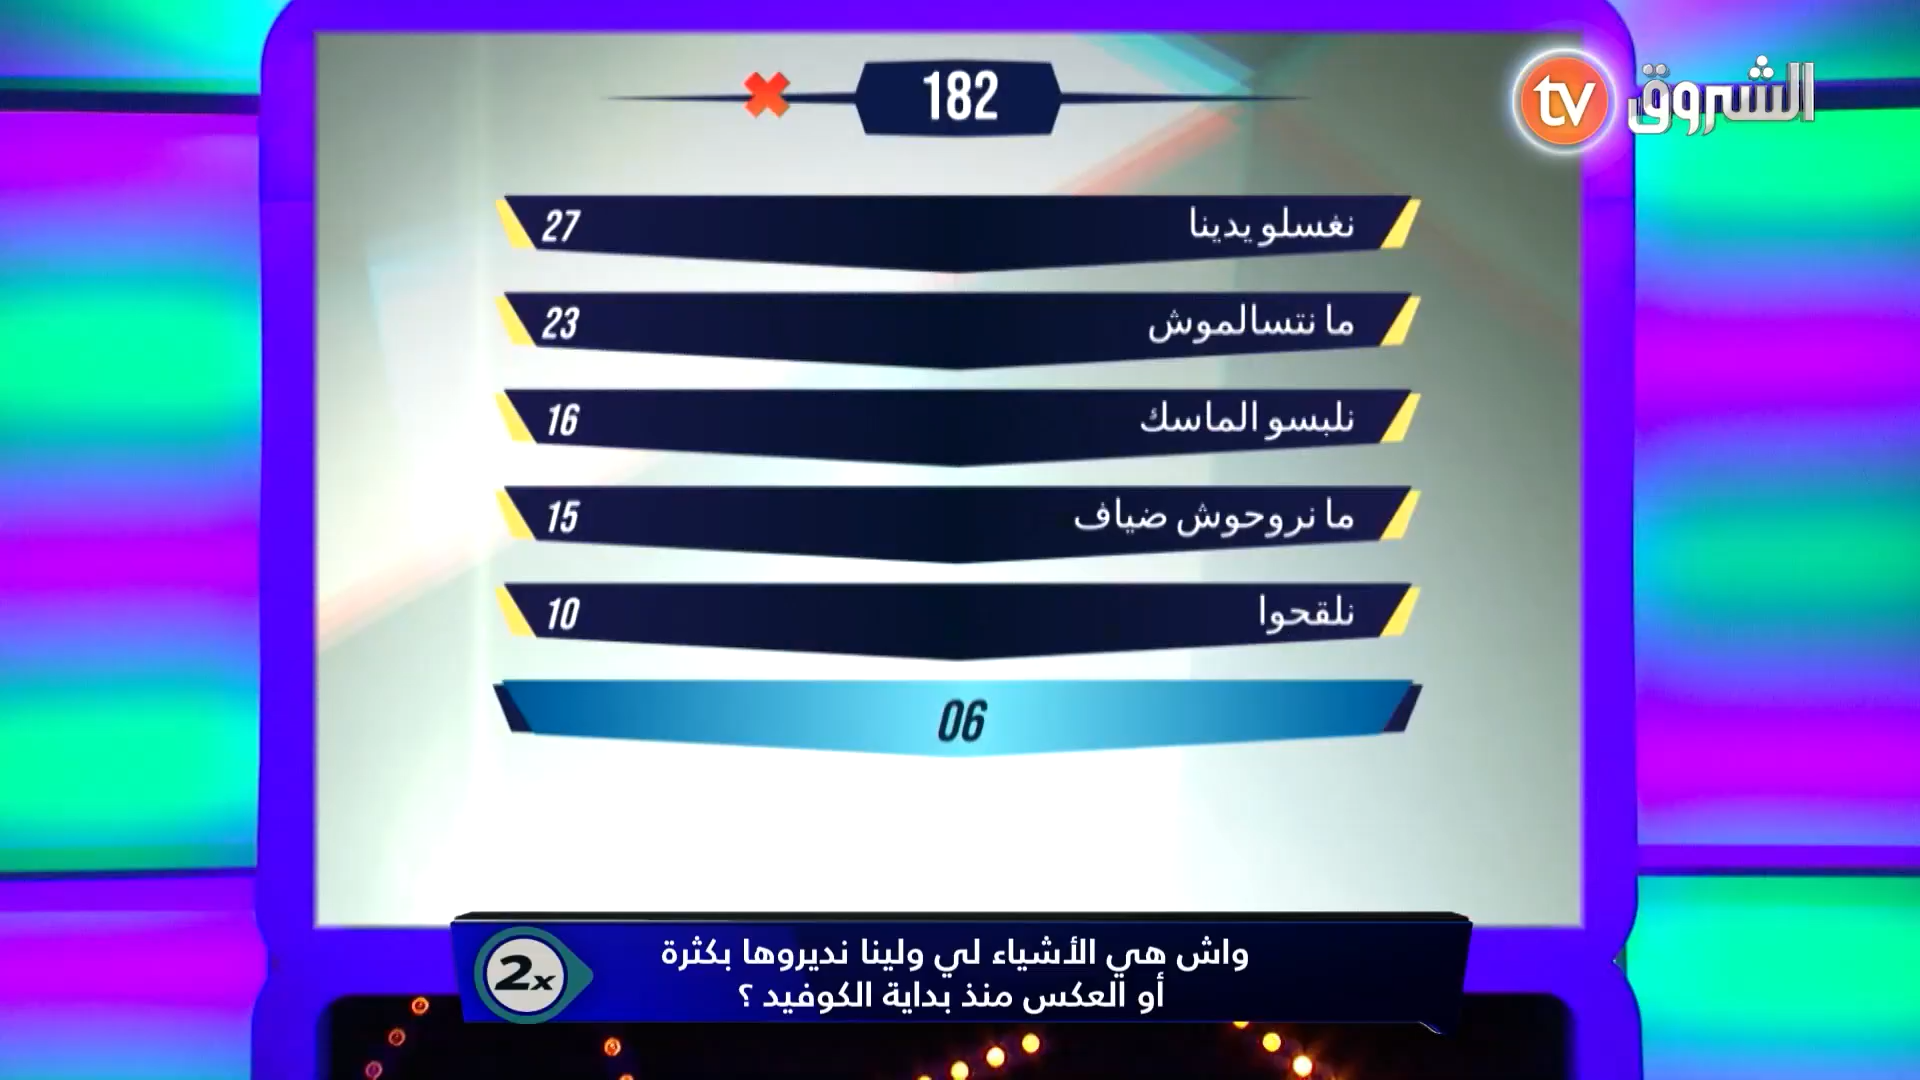 182
الشروق tv
نغسلو يدينا 27
ما نتسالموش 23
نلبسو الماسك 16
ما نروحوش ضياف 15
نلقحوا 10
06
واش هي الأشياء لي ولينا نديروها بكثرة
أو العكس منذ بداية الكوفيد ؟
2x